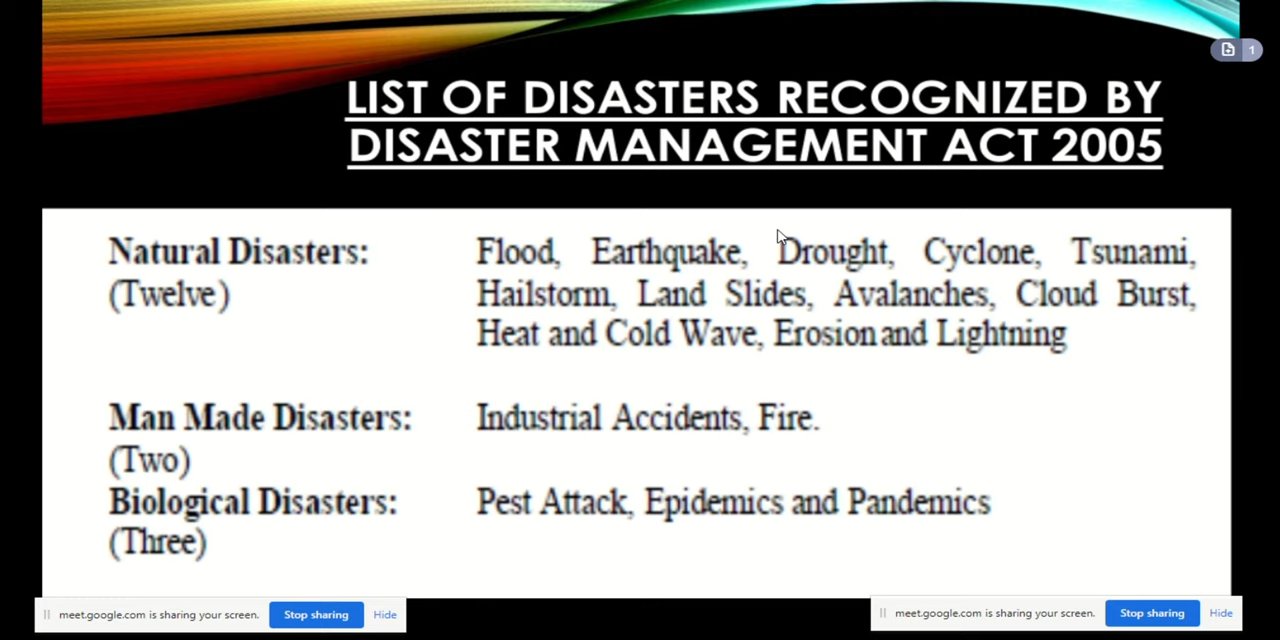 1
LIST OF DISASTERS RECOGNIZED BY
DISASTER MANAGEMENT ACT 2005
Natural Disasters:
(Twelve)
Flood, Earthquake, Drought, Cyclone, Tsunami,
Hailstorm, Land Slides, Avalanches, Cloud Burst,
Heat and Cold Wave, Erosion and Lightning
Man Made Disasters:
(Two)
Industrial Accidents, Fire.
Biological Disasters:
(Three)
Pest Attack, Epidemics and Pandemics
meet.google.com is sharing your screen. Stop sharing Hide
meet.google.com is sharing your screen. Stop sharing Hide